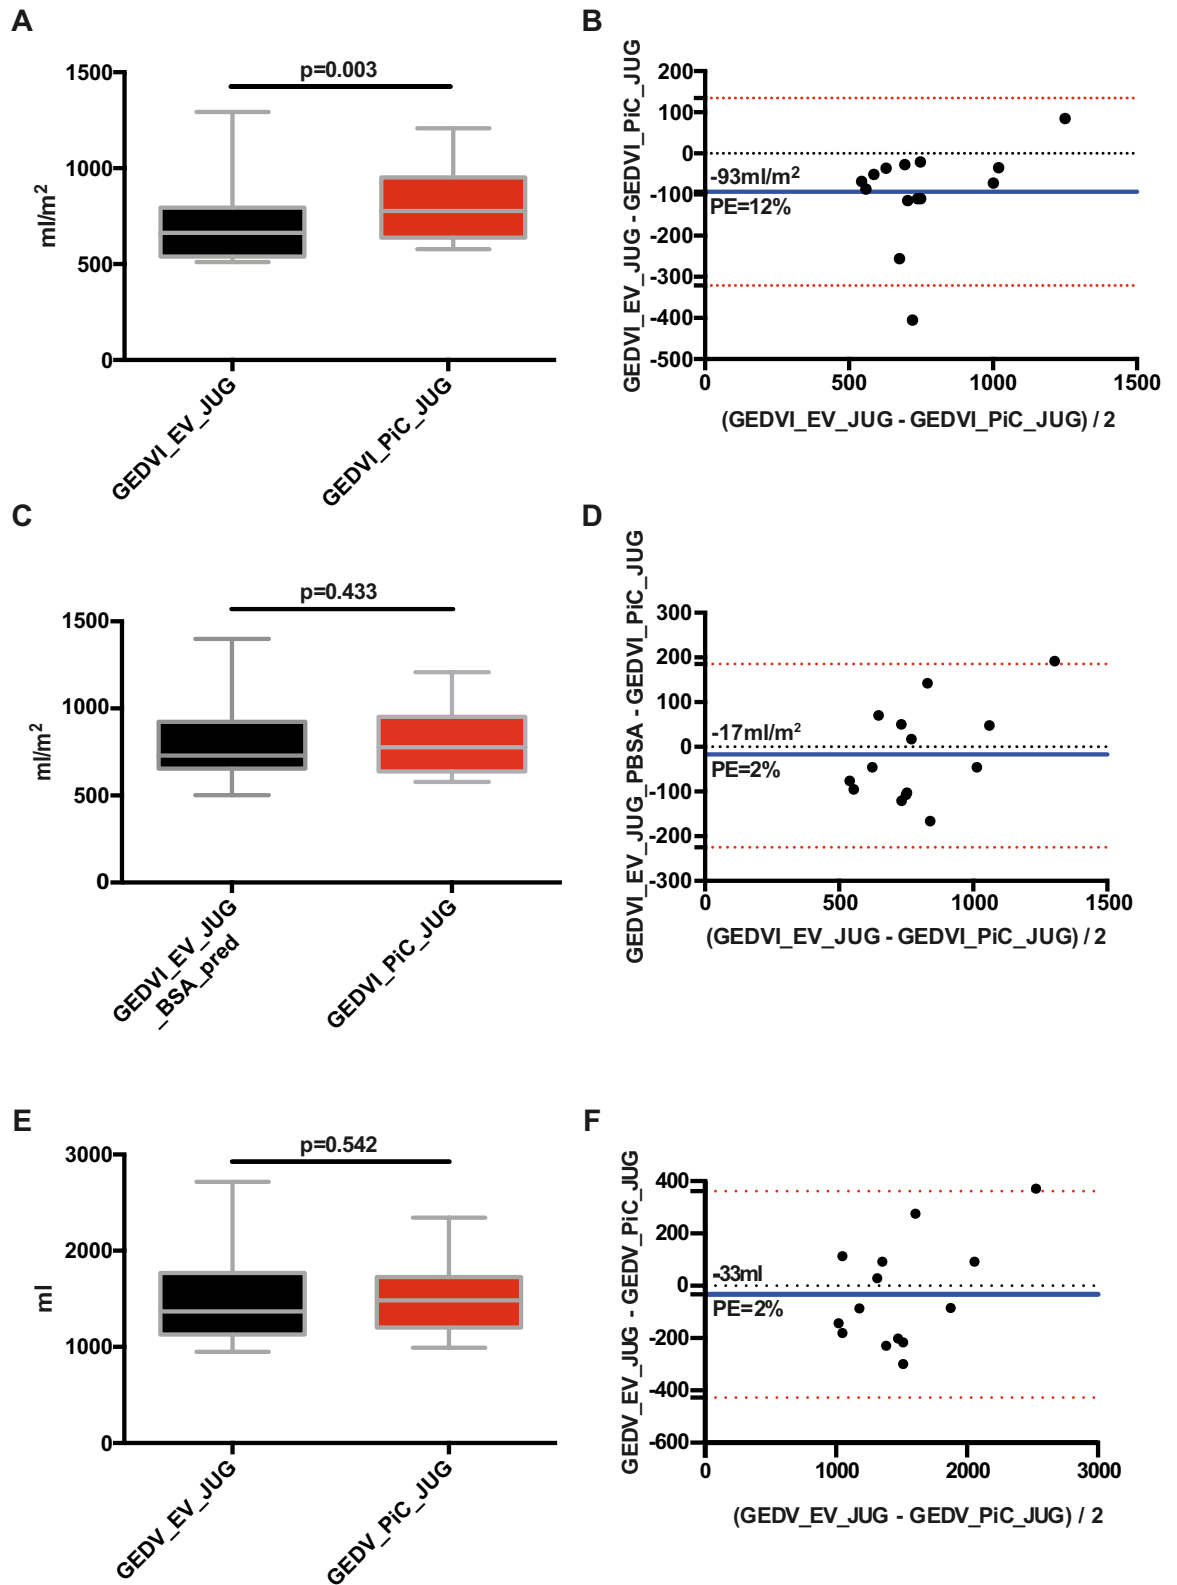 A
p=0.003
1500
1000
500
0
ml/m²
GEDVI_EV_JUG
GEDVI_PiC_JUG
B
GEDVI_EV_JUG - GEDVI_PiC_JUG
200
100
0
-100
-200
-300
-400
-500
-93ml/m²
PE=12%
0
500
1000
1500
(GEDVI_EV_JUG - GEDVI_PiC_JUG) / 2
C
p=0.433
1500
1000
500
0
ml/m²
GEDVI_EV_JUG
_BSA_pred
GEDVI_PiC_JUG
D
GEDVI_EV_JUG_PBSA - GEDVI_PiC_JUG
300
200
100
0
-100
-200
-300
-17ml/m²
PE=2%
0
500
1000
1500
(GEDVI_EV_JUG - GEDVI_PiC_JUG) / 2
E
p=0.542
3000
2000
1000
0
ml
GEDV_EV_JUG
GEDV_PiC_JUG
F
GEDV_EV_JUG - GEDV_PiC_JUG
400
200
0
-200
-400
-600
-33ml
PE=2%
0
1000
2000
3000
(GEDV_EV_JUG - GEDV_PiC_JUG) / 2